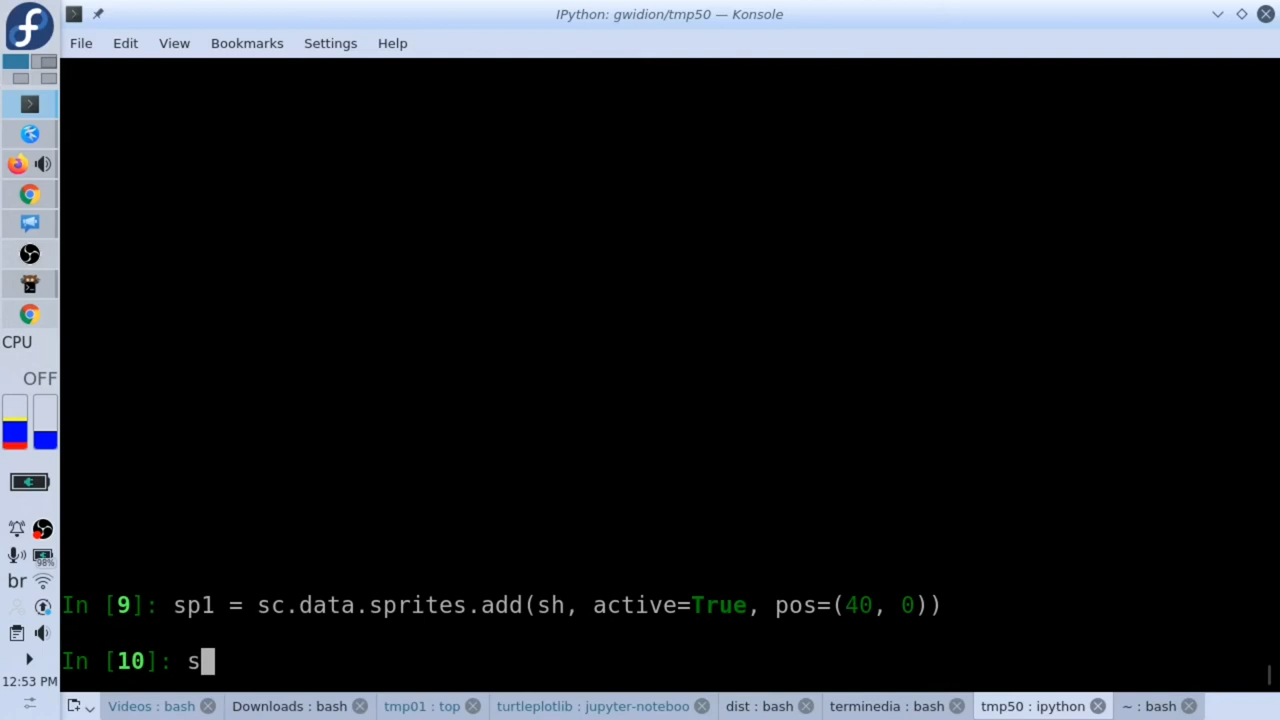 IPython: gwidion/tmp50 — Konsole
File Edit View Bookmarks Settings Help
CPU
OFF
98%
br
12:53 PM
In [9]: sp1 = sc.data.sprites.add(sh, active=True, pos=(40, 0))
In [10]: s
Videos : bash Downloads : bash tmp01 : top turtleplotlib : jupyter-noteboo dist : bash terminedia : bash tmp50 : ipython ~ : bash